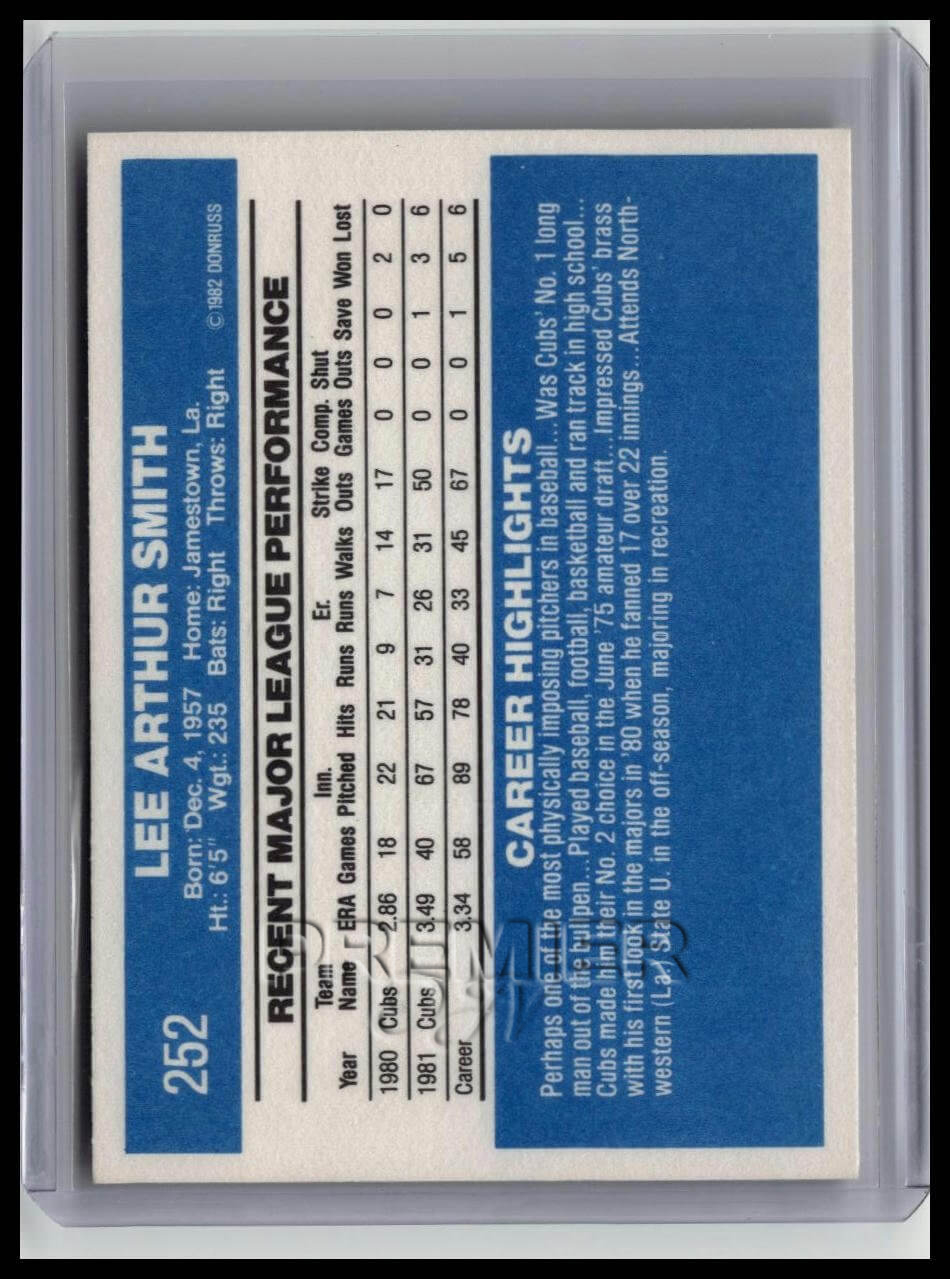 252
LEE ARTHUR SMITH
Born: Dec. 4, 1957 Home: Jamestown, La.
Ht.: 6'5" Wgt.: 235 Bats: Right Throws: Right ©1982 DONRUSS
RECENT MAJOR LEAGUE PERFORMANCE
Team Inn. Er. Strike Comp. Shut
Year Name ERA Games Pitched Hits Runs Runs Walks Outs Games Outs Save Won Lost
1980 Cubs 2.86 18 22 21 9 7 14 17 0 0 0 2 0
1981 Cubs 3.49 40 67 57 31 26 31 50 0 0 1 3 6
Career 3.34 58 89 78 40 33 45 67 0 0 1 5 6
CAREER HIGHLIGHTS
Perhaps one of the most physically imposing pitchers in baseball...Was Cubs' No. 1 long
man out of the bullpen...Played baseball, football, basketball and ran track in high school...
Cubs made him their No. 2 choice in the June '75 amateur draft...Impressed Cubs' brass
with his first look in the majors in '80 when he fanned 17 over 22 innings...Attends North-
western (La.) State U. in the off-season, majoring in recreation.
PREMIER